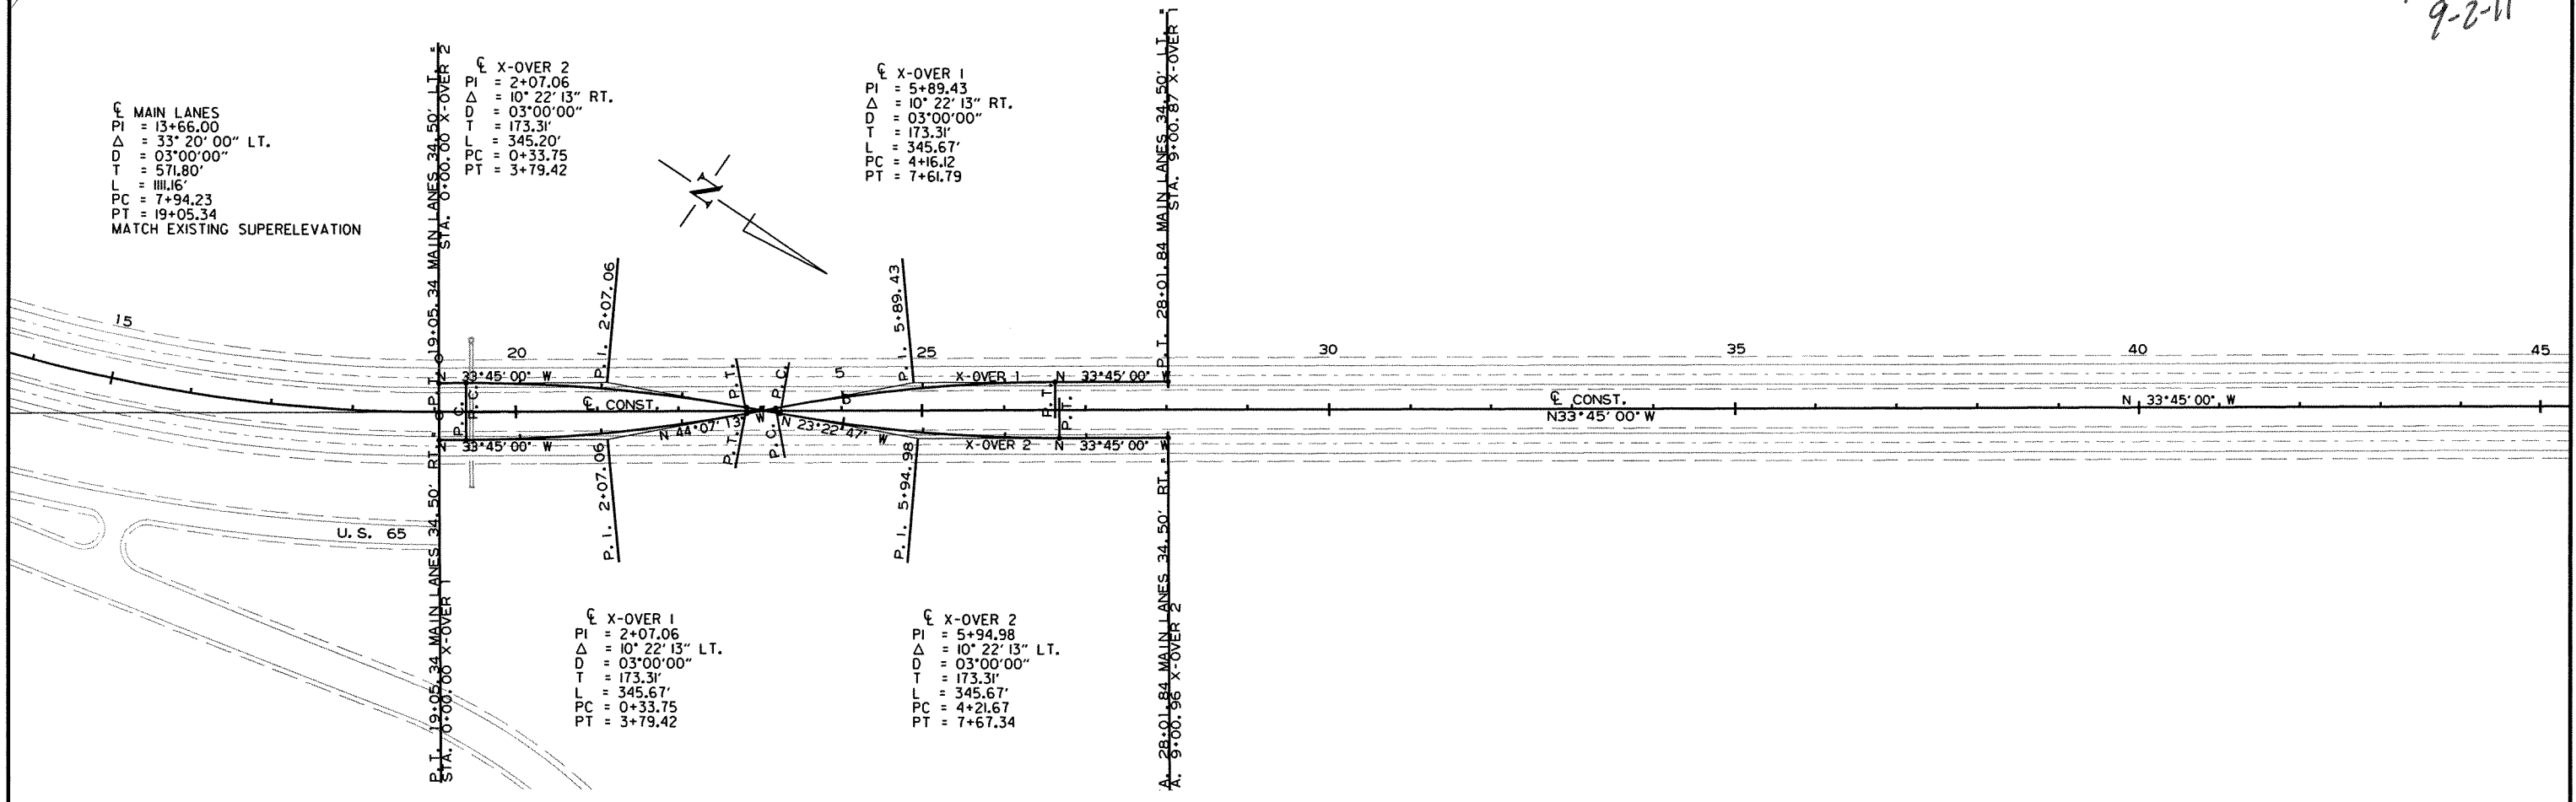 9-2-11
℄ MAIN LANES
PI = 13+66.00
Δ = 33° 20' 00" LT.
D = 03°00'00"
T = 571.80'
L = 1111.16'
PC = 7+94.23
PT = 19+05.34
MATCH EXISTING SUPERELEVATION
P.T. 19+05.34 MAIN LANES 34.50' LT. =
STA. 0+00.00 X-OVER 2
℄ X-OVER 2
PI = 2+07.06
Δ = 10° 22' 13" RT.
D = 03°00'00"
T = 173.31'
L = 345.20'
PC = 0+33.75
PT = 3+79.42
N
℄ X-OVER 1
PI = 5+89.43
Δ = 10° 22' 13" RT.
D = 03°00'00"
T = 173.31'
L = 345.67'
PC = 4+16.12
PT = 7+61.79
P.T. 28+01.84 MAIN LANES 34.50' LT. =
STA. 9+00.87 X-OVER 1
P.I. 2+07.06
P.I. 5+89.43
15
20
25
30
35
40
45
N 33°45'00" W
P.T.
P.C.
5
X-OVER 1
N 33°45'00" W
P.C.
P.C.
℄ CONST.
5
P.T.
P.T.
℄ CONST.
N33°45'00" W
N 33°45'00" W
N 33°45'00" W
N 44°07'13" W
P.T.
P.C.
N 23°22'47" W
X-OVER 2
N 33°45'00" W
P.I. 2+07.06
P.I. 5+94.98
U.S. 65
P.T. 19+05.34 MAIN LANES 34.50' RT. =
STA. 0+00.00 X-OVER 1
℄ X-OVER 1
PI = 2+07.06
Δ = 10° 22' 13" LT.
D = 03°00'00"
T = 173.31'
L = 345.67'
PC = 0+33.75
PT = 3+79.42
℄ X-OVER 2
PI = 5+94.98
Δ = 10° 22' 13" LT.
D = 03°00'00"
T = 173.31'
L = 345.67'
PC = 4+21.67
PT = 7+67.34
A. 28+01.84 MAIN LANES 34.50' RT. =
A. 9+00.96 X-OVER 2